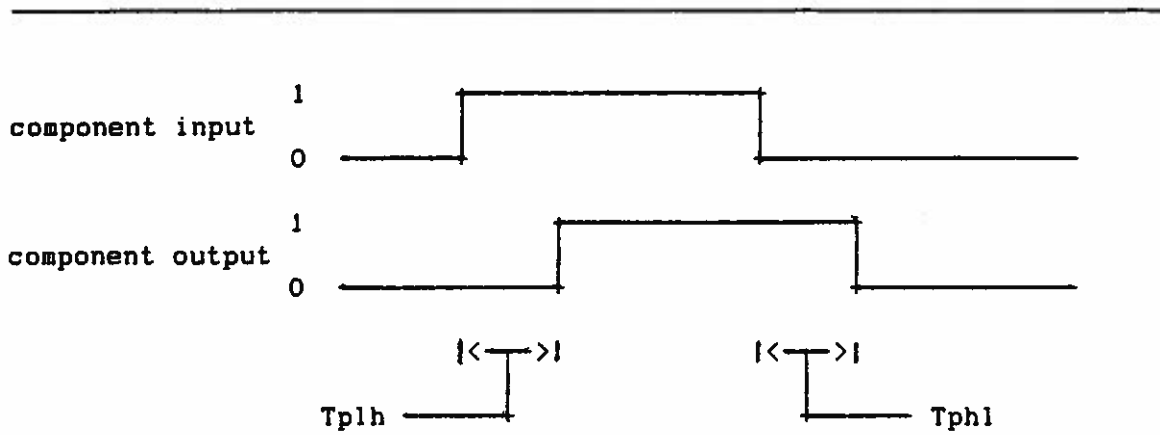 1
component input
0
1
component output
0
|< >| |< >|
Tplh Tphl